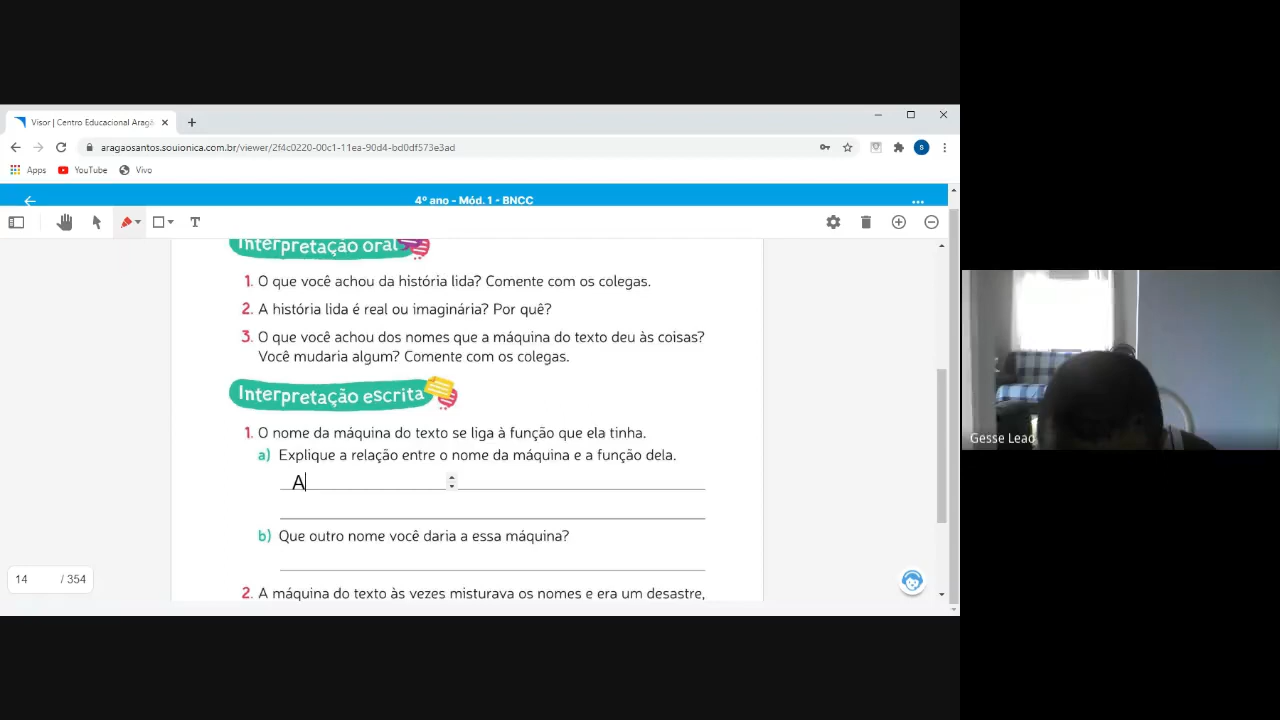 Visor | Centro Educacional Aragã
aragaosantos.souionica.com.br/viewer/2f4c0220-00c1-11ea-90d4-bd0df573e3ad
S
Apps YouTube Vivo
4º ano - Mód. 1 - BNCC
T
Interpretação oral
1. O que você achou da história lida? Comente com os colegas.
2. A história lida é real ou imaginária? Por quê?
3. O que você achou dos nomes que a máquina do texto deu às coisas?
Você mudaria algum? Comente com os colegas.
Interpretação escrita
1. O nome da máquina do texto se liga à função que ela tinha.
a) Explique a relação entre o nome da máquina e a função dela.
A
b) Que outro nome você daria a essa máquina?
14 / 354
2. A máquina do texto às vezes misturava os nomes e era um desastre,
Gesse Leao